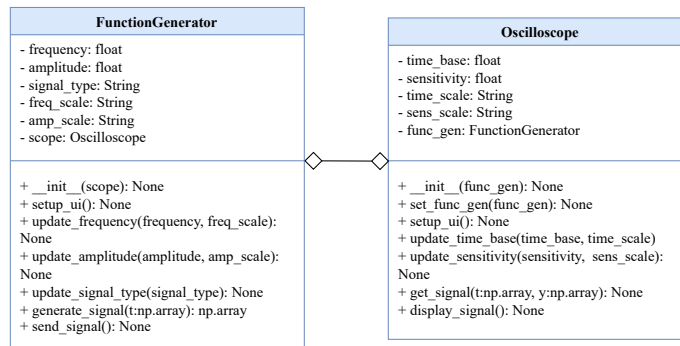 FunctionGenerator
- frequency: float
- amplitude: float
- signal_type: String
- freq_scale: String
- amp_scale: String
- scope: Oscilloscope
+ __init__(scope): None
+ setup_ui(): None
+ update_frequency(frequency, freq_scale):
None
+ update_amplitude(amplitude, amp_scale):
None
+ update_signal_type(signal_type): None
+ generate_signal(t:np.array): np.array
+ send_signal(): None
Oscilloscope
- time_base: float
- sensitivity: float
- time_scale: String
- sens_scale: String
- func_gen: FunctionGenerator
+ __init__(func_gen): None
+ set_func_gen(func_gen): None
+ setup_ui(): None
+ update_time_base(time_base, time_scale)
+ update_sensitivity(sensitivity, sens_scale):
None
+ get_signal(t:np.array, y:np.array): None
+ display_signal(): None